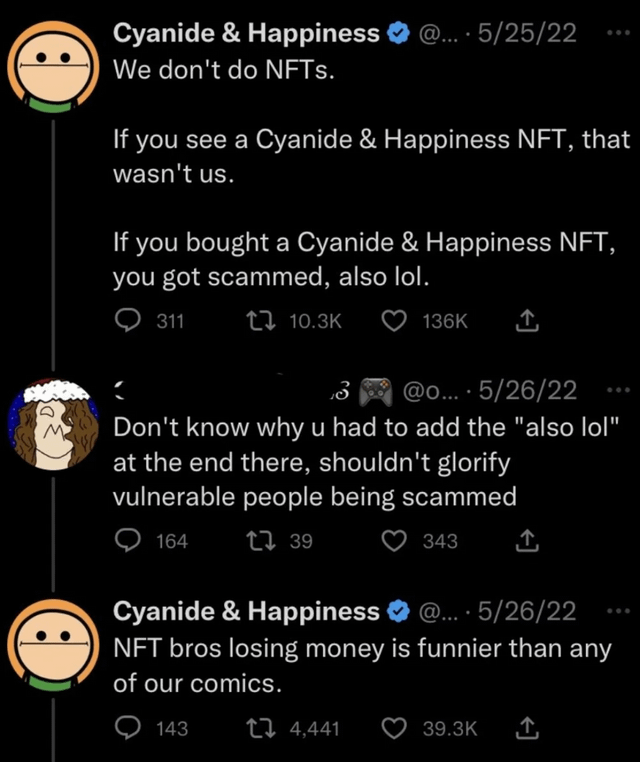 Cyanide & Happiness @... · 5/25/22 ...
We don't do NFTs.
If you see a Cyanide & Happiness NFT, that
wasn't us.
If you bought a Cyanide & Happiness NFT,
you got scammed, also lol.
311 10.3K 136K
@o... · 5/26/22 ...
Don't know why u had to add the "also lol"
at the end there, shouldn't glorify
vulnerable people being scammed
164 39 343
Cyanide & Happiness @... · 5/26/22 ...
NFT bros losing money is funnier than any
of our comics.
143 4,441 39.3K